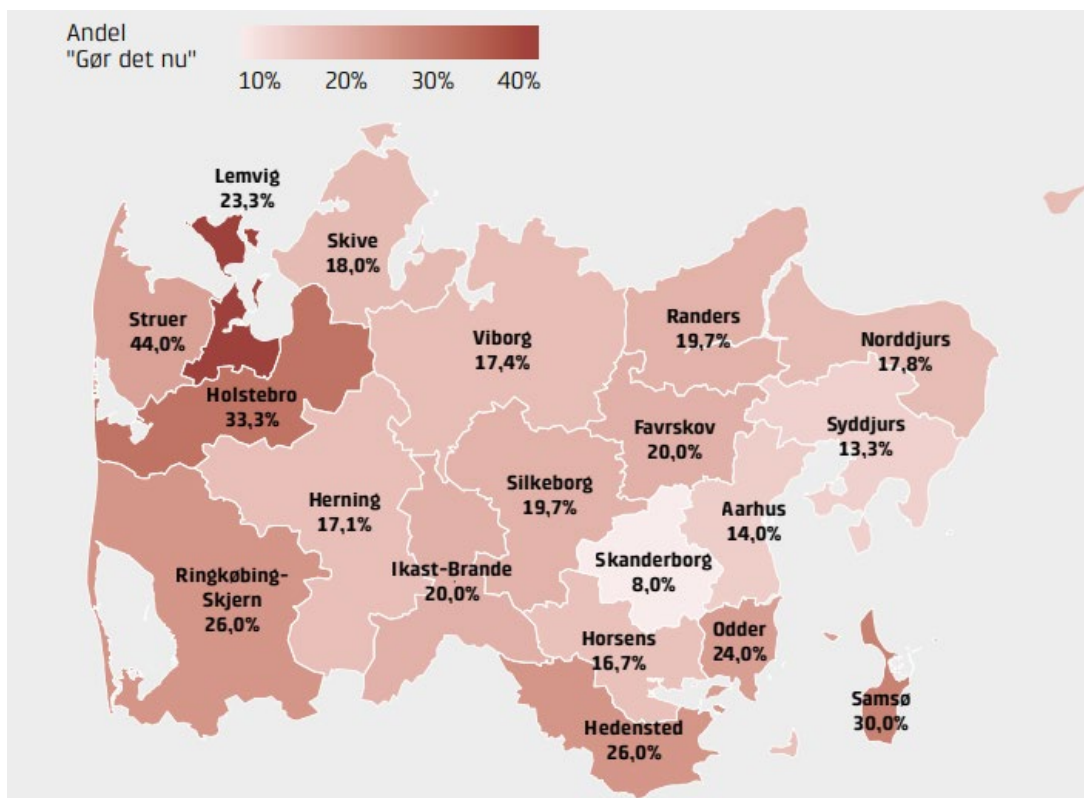 Andel
"Gør det nu"
10%
20%
30%
40%
Lemvig
23,3%
Skive
18,0%
Struer
44,0%
Viborg
17,4%
Randers
19,7%
Norddjurs
17,8%
Holstebro
33,3%
Favrskov
20,0%
Syddjurs
13,3%
Herning
17,1%
Silkeborg
19,7%
Aarhus
14,0%
Skanderborg
8,0%
Ringkøbing-
Skjern
26,0%
Ikast-Brande
20,0%
Horsens
16,7%
Odder
24,0%
Samsø
30,0%
Hedensted
26,0%